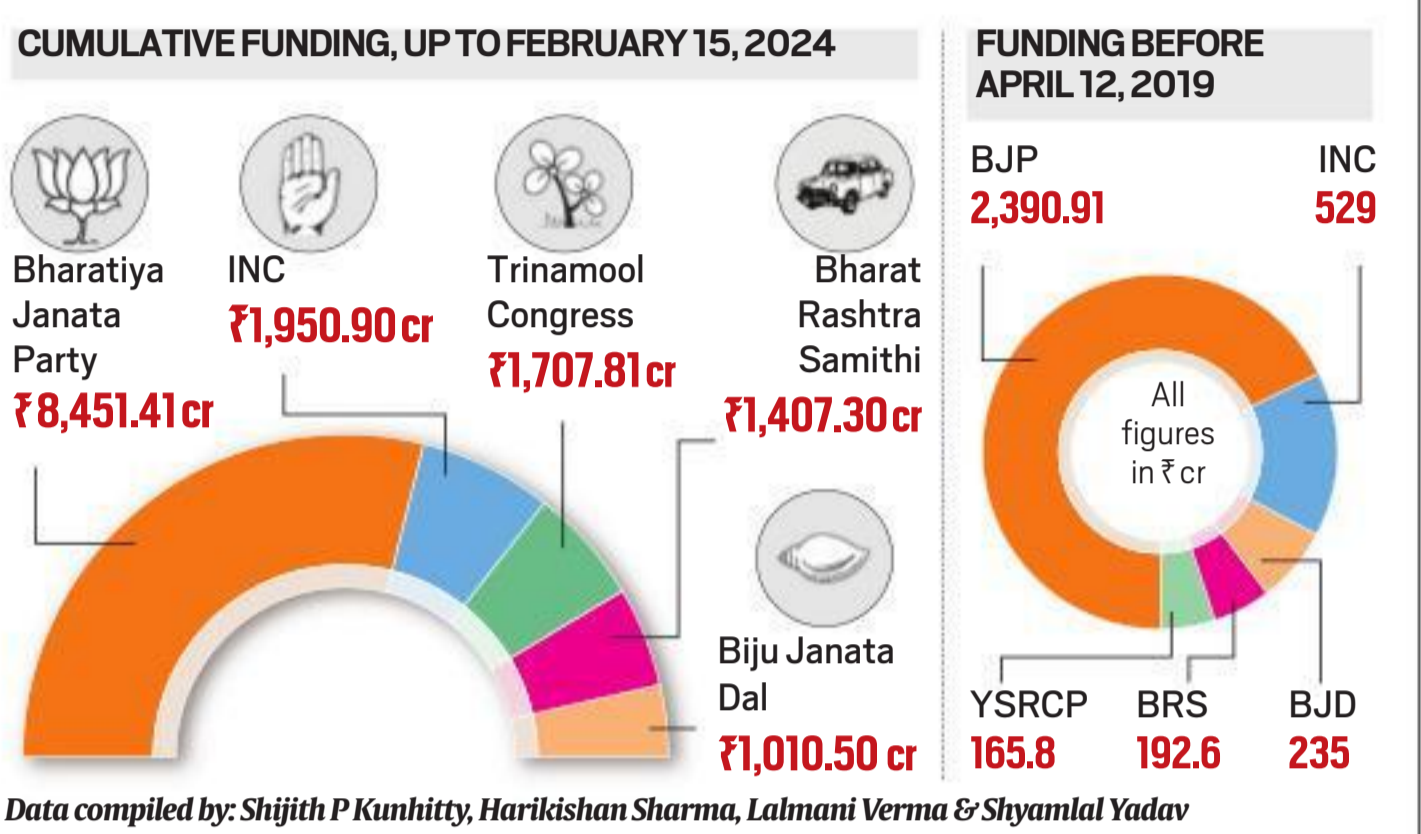 CUMULATIVE FUNDING, UP TO FEBRUARY 15, 2024
Bharatiya
Janata
Party
₹8,451.41 cr
INC
₹1,950.90 cr
Trinamool
Congress
₹1,707.81 cr
Bharat
Rashtra
Samithi
₹1,407.30 cr
Biju Janata
Dal
₹1,010.50 cr
FUNDING BEFORE
APRIL 12, 2019
BJP
2,390.91
INC
529
All
figures
in ₹ cr
YSRCP
165.8
BRS
192.6
BJD
235
Data compiled by: Shijith P Kunhitty, Harikishan Sharma, Lalmani Verma & Shyamlal Yadav